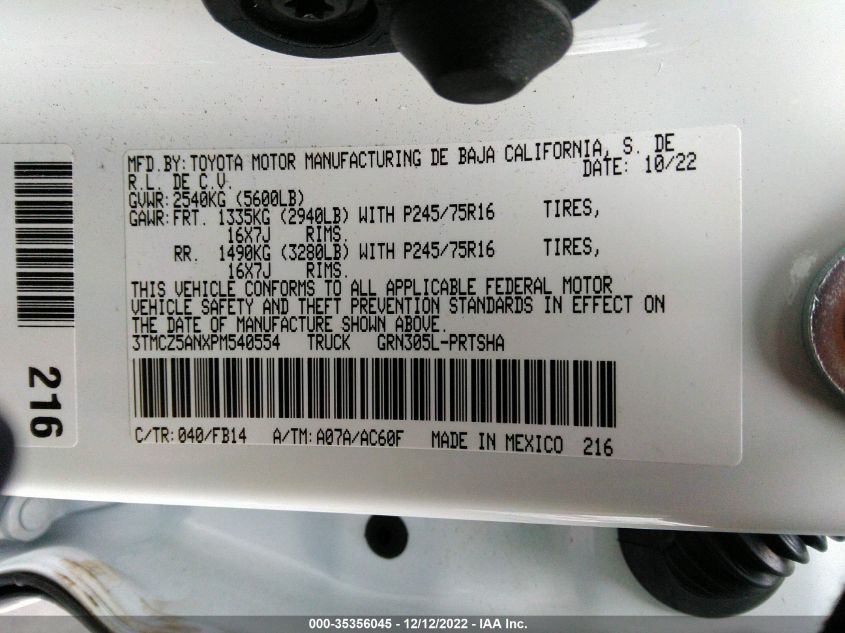 MFD.BY:TOYOTA MOTOR MANUFACTURING DE BAJA CALIFORNIA, S. DE
R.L. DE C.V. DATE: 10/22
GVWR:2540KG (5600LB)
GAWR:FRT. 1335KG (2940LB) WITH P245/75R16 TIRES,
16X7J RIMS.
RR. 1490KG (3280LB) WITH P245/75R16 TIRES,
16X7J RIMS.
THIS VEHICLE CONFORMS TO ALL APPLICABLE FEDERAL MOTOR
VEHICLE SAFETY AND THEFT PREVENTION STANDARDS IN EFFECT ON
THE DATE OF MANUFACTURE SHOWN ABOVE.
3TMCZ5ANXPM540554 TRUCK GRN305L-PRTSHA
C/TR:040/FB14 A/TM:A07A/AC60F MADE IN MEXICO 216
216
000-35356045 - 12/12/2022 - IAA Inc.